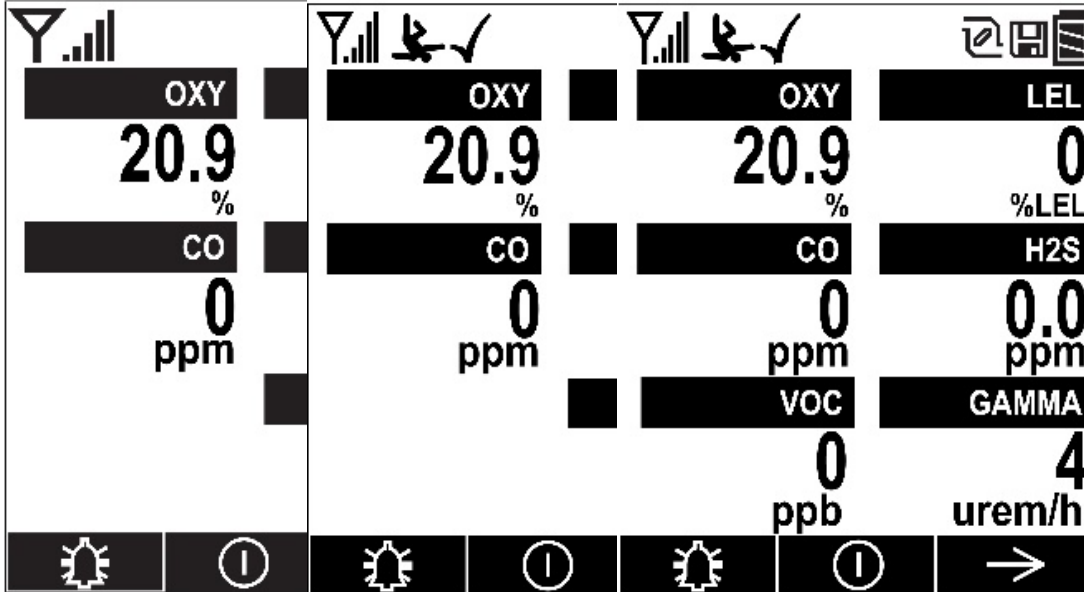 OXY
20.9
%
CO
0
ppm
OXY
20.9
%
CO
0
ppm
OXY LEL
20.9 0
% %LEL
CO H2S
0 0.0
ppm ppm
VOC GAMMA
0 4
ppb urem/h